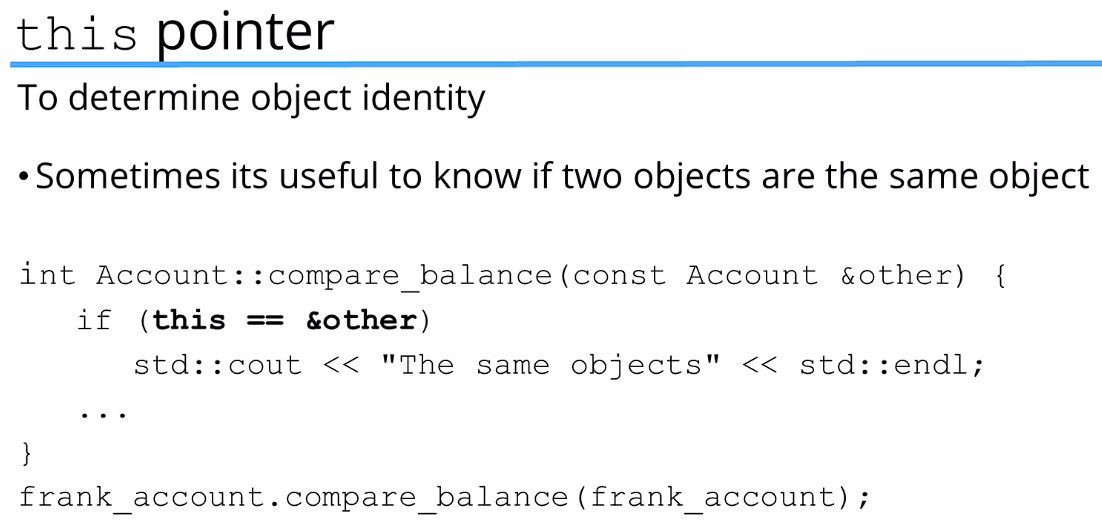 this pointer
To determine object identity
• Sometimes its useful to know if two objects are the same object
int Account::compare_balance(const Account &other) {
if (this == &other)
std::cout << "The same objects" << std::endl;
...
}
frank_account.compare_balance(frank_account);